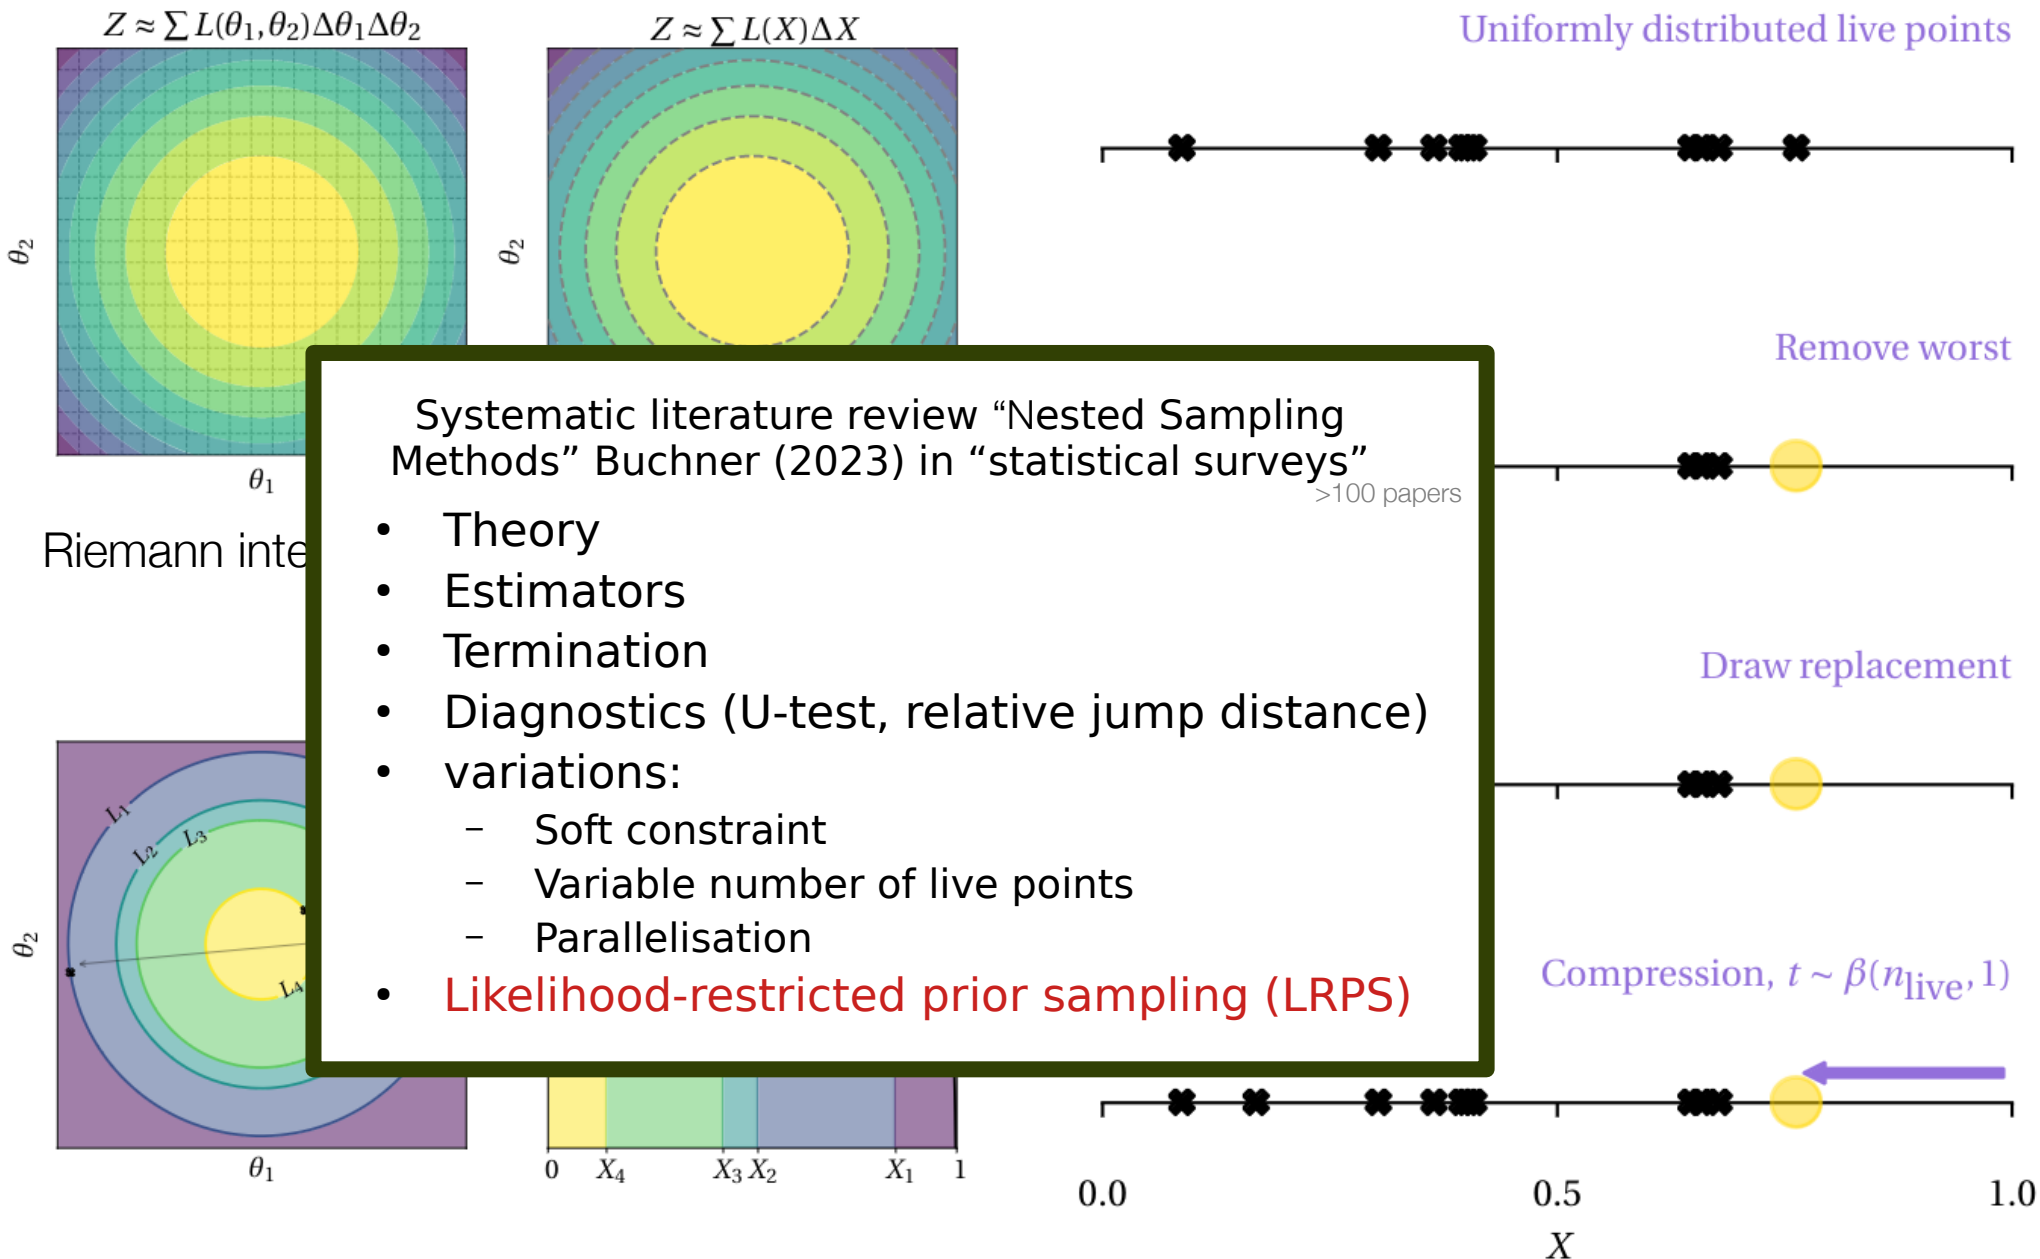 Z ≈ ∑ L(θ₁, θ₂)Δθ₁Δθ₂
Z ≈ ∑ L(X)ΔX
Uniformly distributed live points
θ₂
θ₂
Remove worst
θ₁
Riemann inte
Systematic literature review “Nested Sampling
Methods” Buchner (2023) in “statistical surveys”
>100 papers
• Theory
• Estimators
• Termination
• Diagnostics (U-test, relative jump distance)
• variations:
– Soft constraint
– Variable number of live points
– Parallelisation
• Likelihood-restricted prior sampling (LRPS)
Draw replacement
L₁
L₂
L₃
L₄
θ₂
θ₁
Compression, t ~ β(n_live, 1)
0 X₄ X₃ X₂ X₁ 1
0.0 0.5 1.0
X